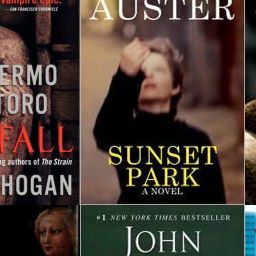 vampire epic.
—SAN FRANCISCO CHRONICLE
ERMO
TORO
FALL
ng authors of The Strain
HOGAN
AUSTER
SUNSET
PARK
A NOVEL
#1 NEW YORK TIMES BESTSELLER
JOHN